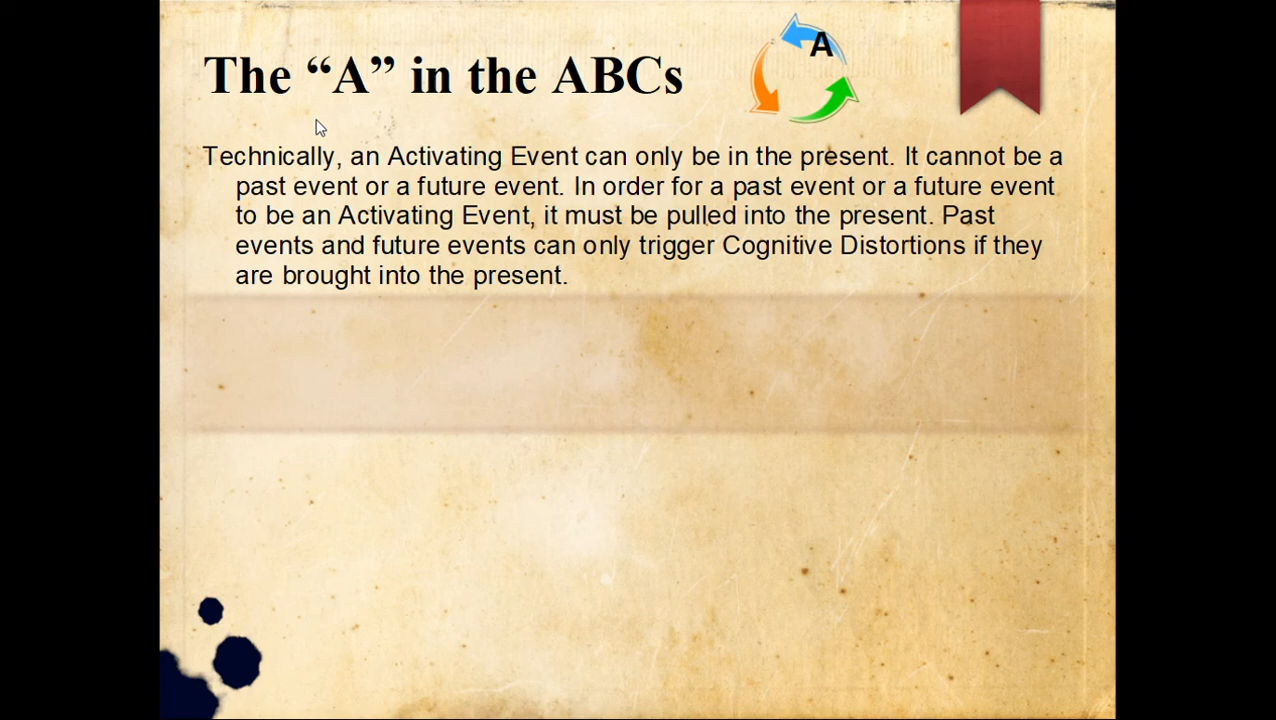 The “A” in the ABCs
A
Technically, an Activating Event can only be in the present. It cannot be a
past event or a future event. In order for a past event or a future event
to be an Activating Event, it must be pulled into the present. Past
events and future events can only trigger Cognitive Distortions if they
are brought into the present.